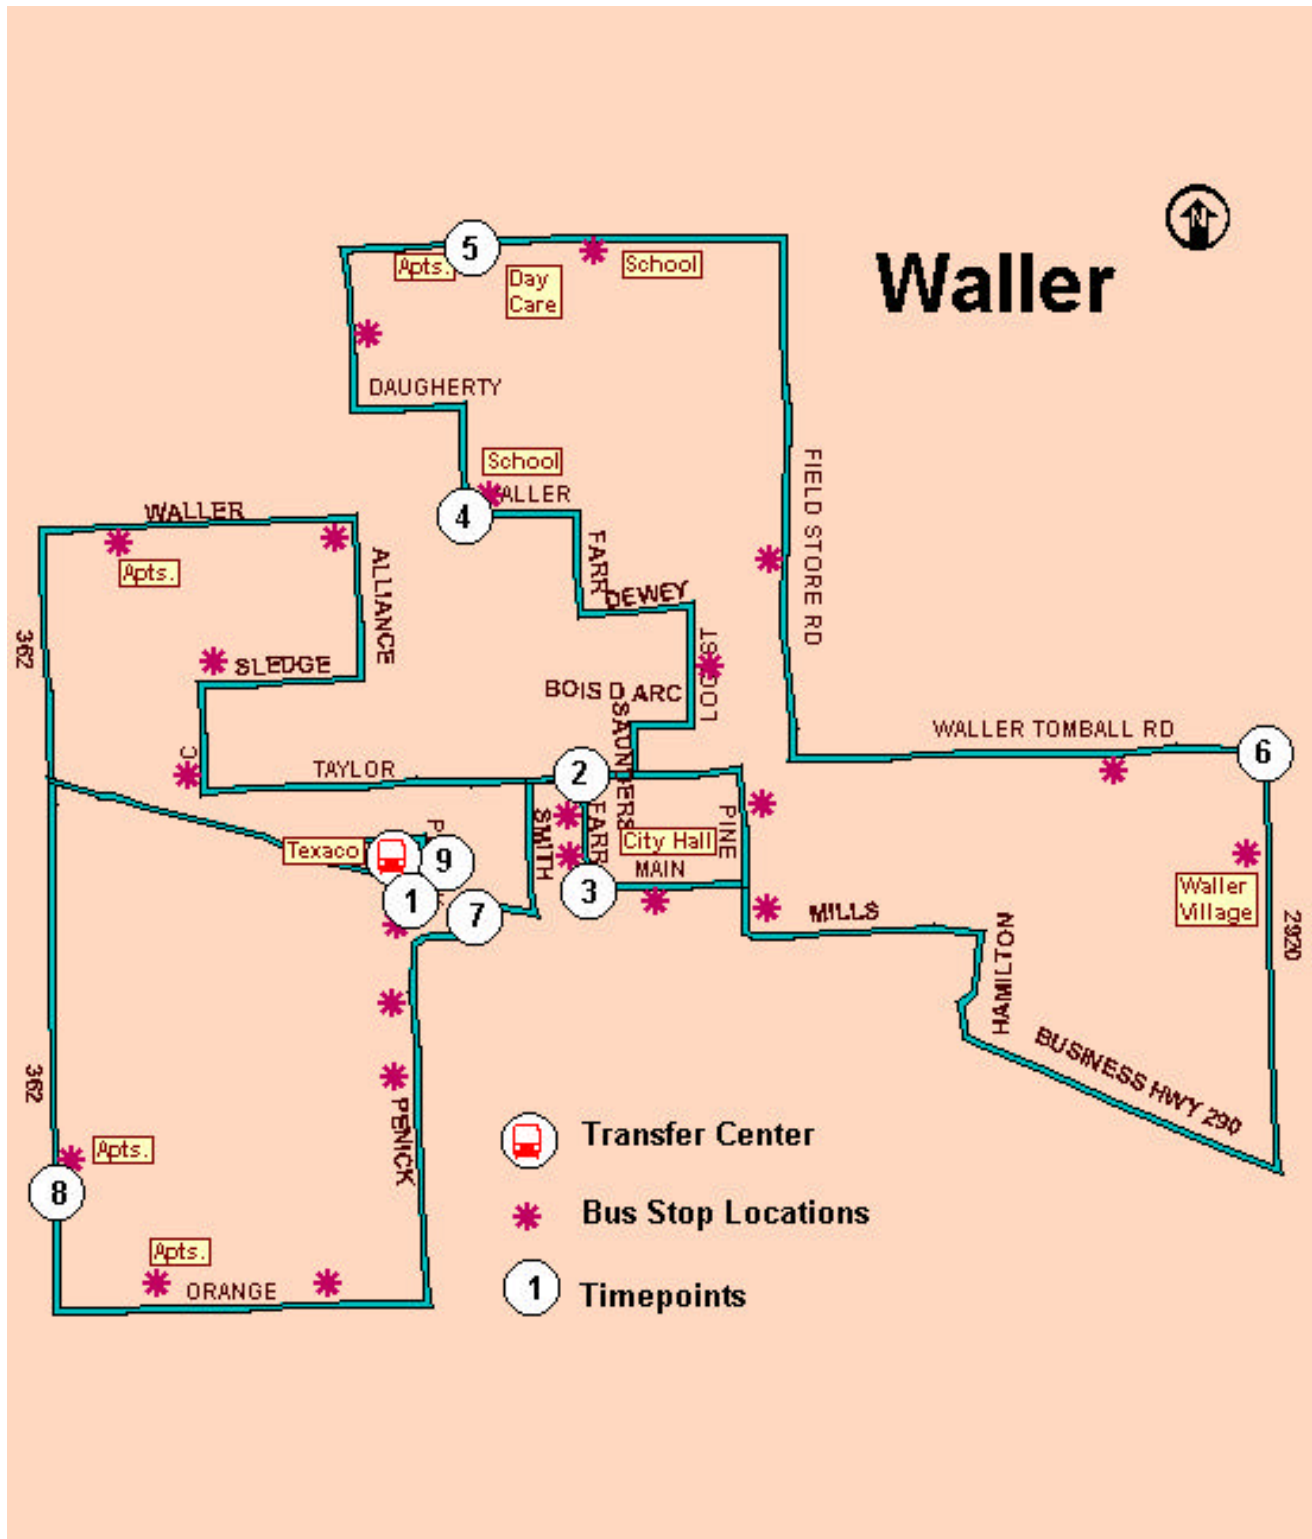 N
Waller
5
Apts.
Day
Care
School
DAUGHERTY
School
ALLER
4
WALLER
Apts.
ALLIANCE
FARR
DEWEY
FIELD STORE RD
362
SLEDGE
BOIS D ARC
SAUNDERS
WALLER TOMBALL RD
6
TAYLOR
2
SMITH
FARR
PINE
City Hall
MAIN
Texaco
9
1
3
7
MILLS
HAMILTON
Waller
Village
2920
BUSINESS HWY 290
362
PENICK
Apts.
8
Apts.
ORANGE
Transfer Center
Bus Stop Locations
1
Timepoints